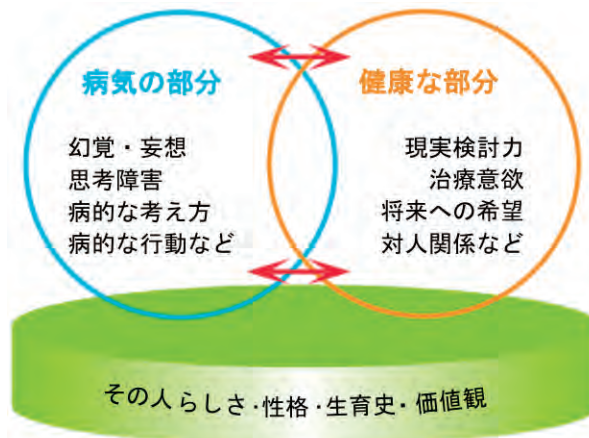 病気の部分
幻覚・妄想
思考障害
病的な考え方
病的な行動など
健康な部分
現実検討力
治療意欲
将来への希望
対人関係など
その人らしさ・性格・生育史・価値観